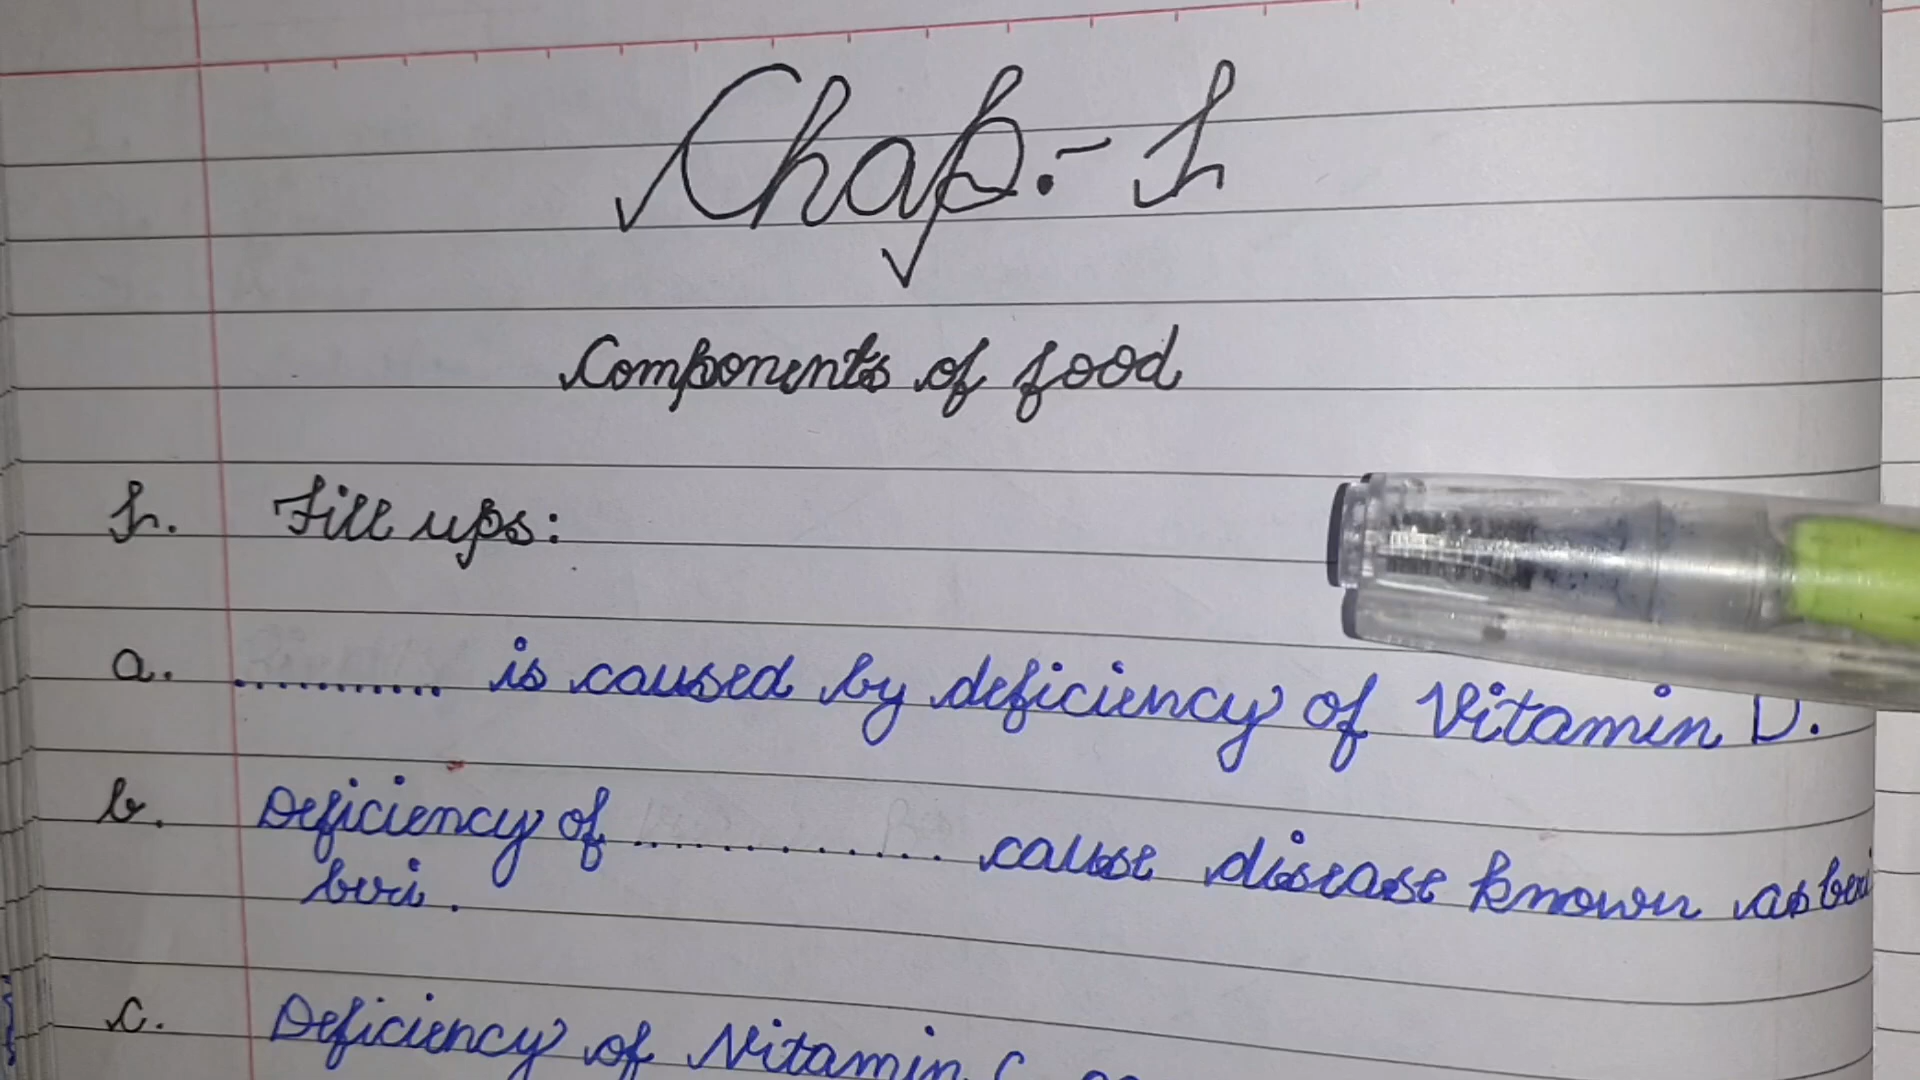 Chap:- 1
Components of food
1. Fill ups:
a. ........... is caused by deficiency of Vitamin D.
b. Deficiency of ........... cause disease known as beri
beri.
c. Deficiency of Vitamin C